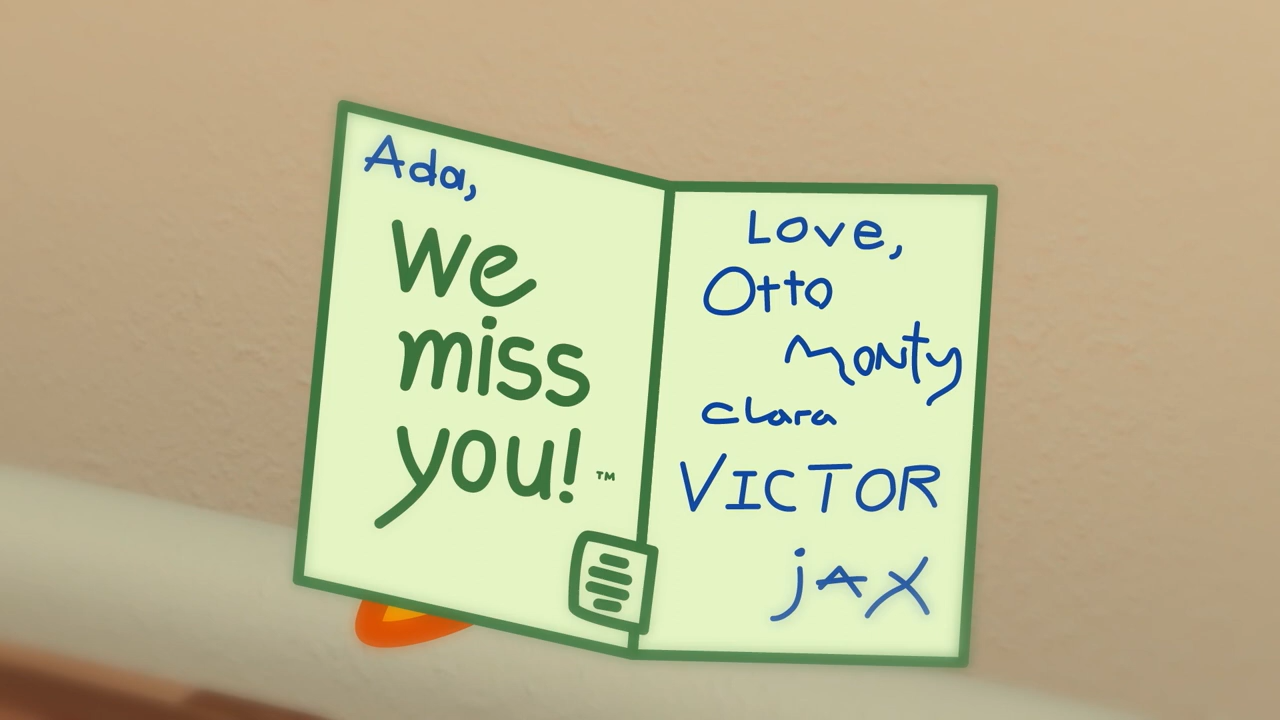 Ada,
We
miss
you!™
Love,
Otto
Monty
clara
VICTOR
jAX